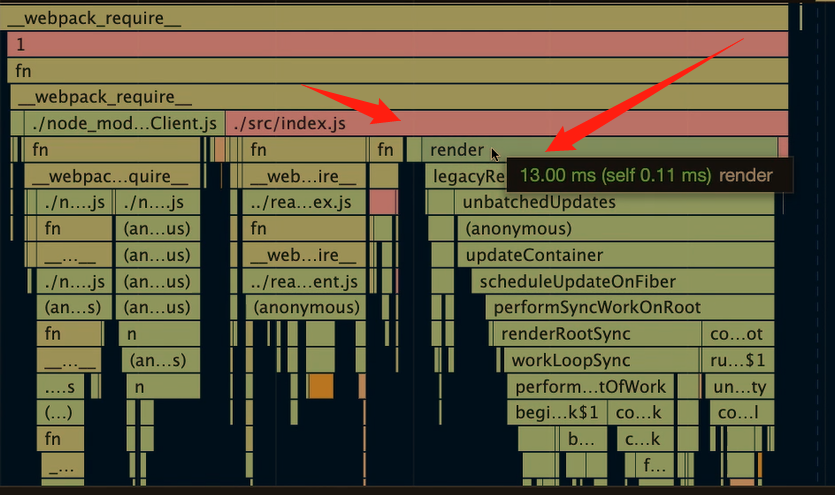 __webpack_require__
1
fn
__webpack_require__
./node_mod...Client.js ./src/index.js
fn fn fn render
__webpac...quire__ __web...ire__ legacyRe
./n....js ./n....js ../rea...ex.js unbatchedUpdates
fn (an...us) fn (anonymous)
__...__ (an...us) __web...ire__ updateContainer
./n....js (an...us) ../rea...ent.js scheduleUpdateOnFiber
(an...s) (an...us) (anonymous) performSyncWorkOnRoot
fn n renderRootSync co...ot
__...__ (an...s) workLoopSync ru...$1
....s n perform...tOfWork un...ty
(...) begi...k$1 co...k co...l
fn b... c...k
_... f...
13.00 ms (self 0.11 ms) render